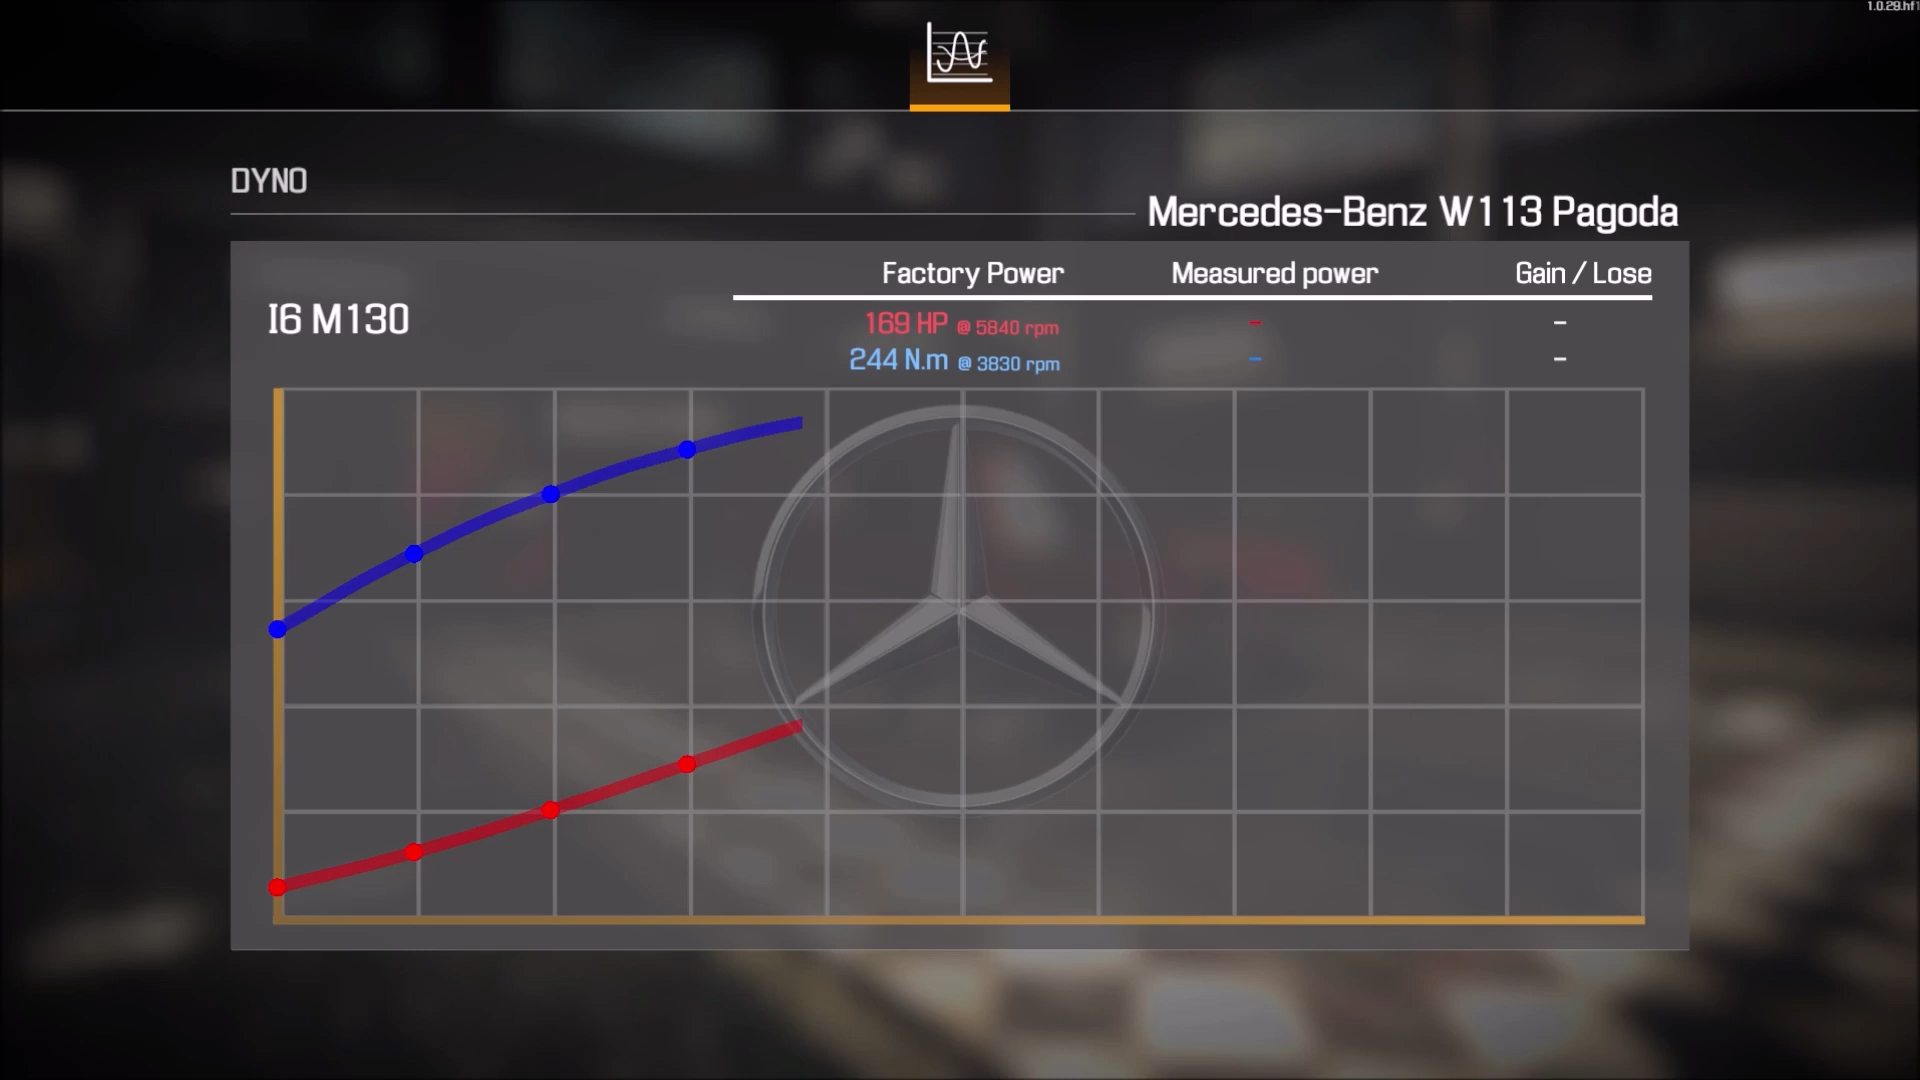 1.0.29.hf1
DYNO
Mercedes-Benz W113 Pagoda
Factory Power Measured power Gain / Lose
I6 M130
169 HP @ 5840 rpm - -
244 N.m @ 3830 rpm - -